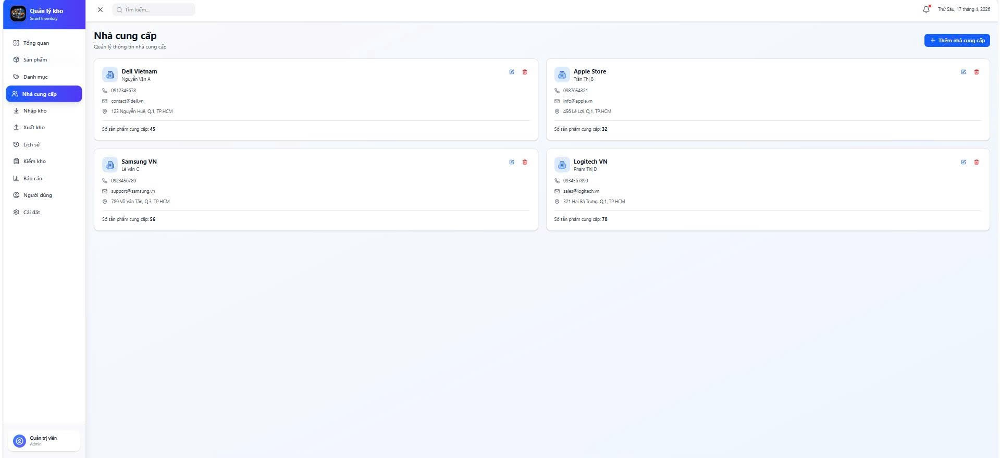 Quản lý kho
Smart Inventory
Tìm kiếm...
Thứ Sáu, 17 tháng 4, 2026
Tổng quan
Sản phẩm
Danh mục
Nhà cung cấp
Nhập kho
Xuất kho
Lịch sử
Kiểm kho
Báo cáo
Người dùng
Cài đặt
Quản trị viên
Admin
Nhà cung cấp
Quản lý thông tin nhà cung cấp
Thêm nhà cung cấp
Dell Vietnam
Nguyễn Văn A
0912345678
contact@dell.vn
123 Nguyễn Huệ, Q.1, TP.HCM
Số sản phẩm cung cấp: 45
Apple Store
Trần Thị B
0987654321
info@apple.vn
456 Lê Lợi, Q.1, TP.HCM
Số sản phẩm cung cấp: 32
Samsung VN
Lê Văn C
0923456789
support@samsung.vn
789 Võ Văn Tần, Q.3, TP.HCM
Số sản phẩm cung cấp: 56
Logitech VN
Phạm Thị D
0934567890
sales@logitech.vn
321 Hai Bà Trưng, Q.1, TP.HCM
Số sản phẩm cung cấp: 78